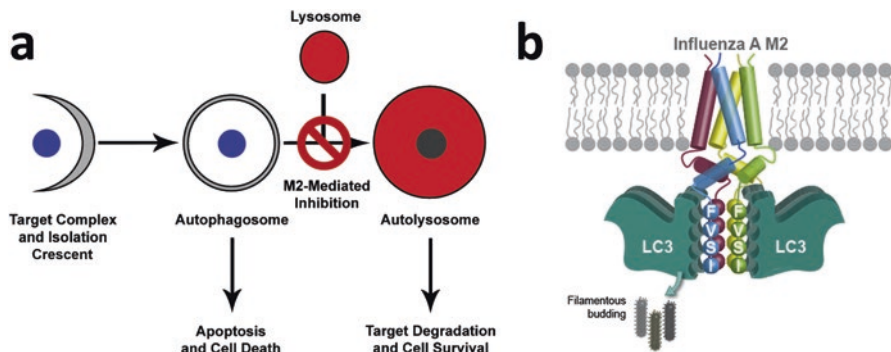 a
Lysosome
M2-Mediated
Inhibition
Target Complex
and Isolation
Crescent
Autophagosome
Autolysosome
Apoptosis
and Cell Death
Target Degradation
and Cell Survival
b
Influenza A M2
LC3
F F
V V
S S
I I
LC3
Filamentous
budding